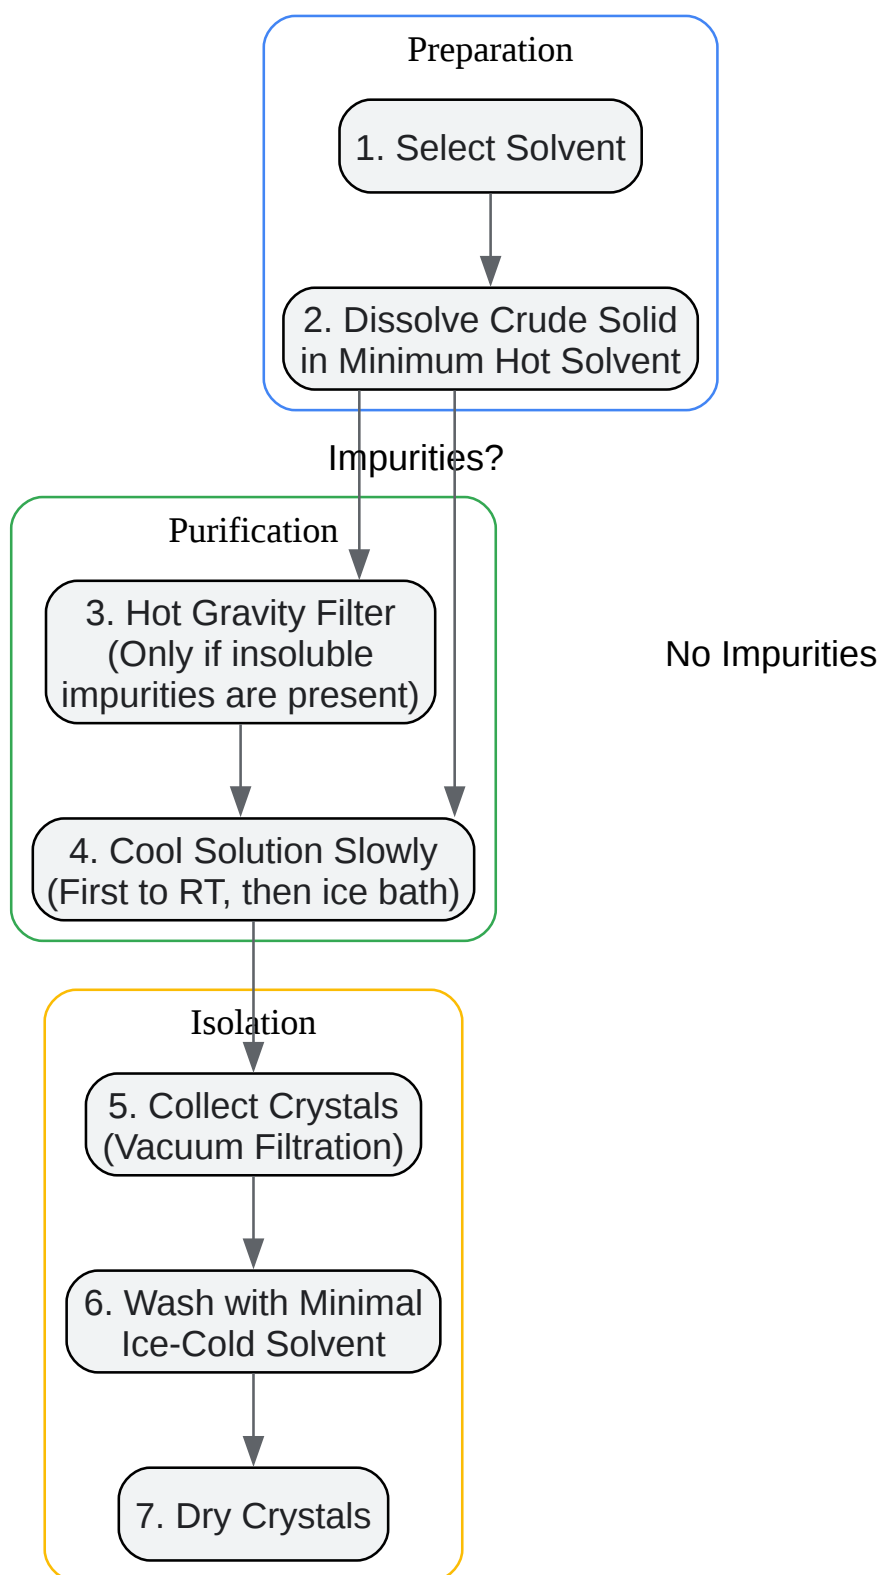 Preparation
1. Select Solvent
2. Dissolve Crude Solid
in Minimum Hot Solvent
Impurities?
Purification
3. Hot Gravity Filter
(Only if insoluble
impurities are present)
No Impurities
4. Cool Solution Slowly
(First to RT, then ice bath)
Isolation
5. Collect Crystals
(Vacuum Filtration)
6. Wash with Minimal
Ice-Cold Solvent
7. Dry Crystals